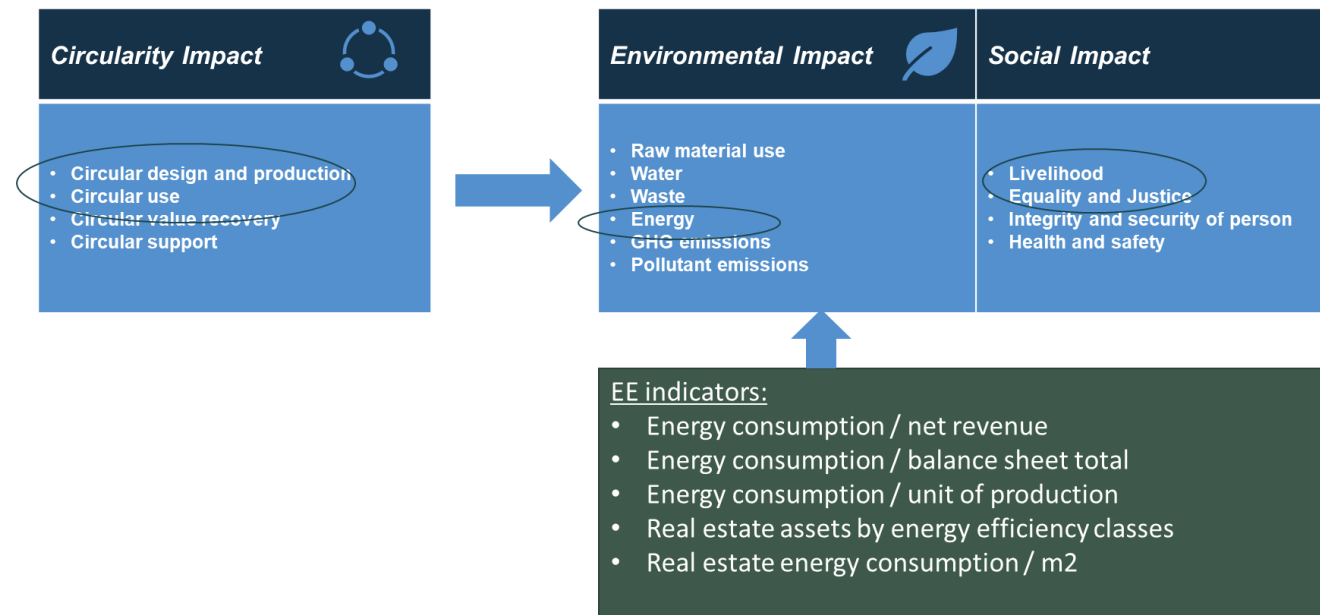 Circularity Impact
• Circular design and production
• Circular use
• Circular value recovery
• Circular support
Environmental Impact
• Raw material use
• Water
• Waste
• Energy
• GHG emissions
• Pollutant emissions
Social Impact
• Livelihood
• Equality and Justice
• Integrity and security of person
• Health and safety
EE indicators:
• Energy consumption / net revenue
• Energy consumption / balance sheet total
• Energy consumption / unit of production
• Real estate assets by energy efficiency classes
• Real estate energy consumption / m2